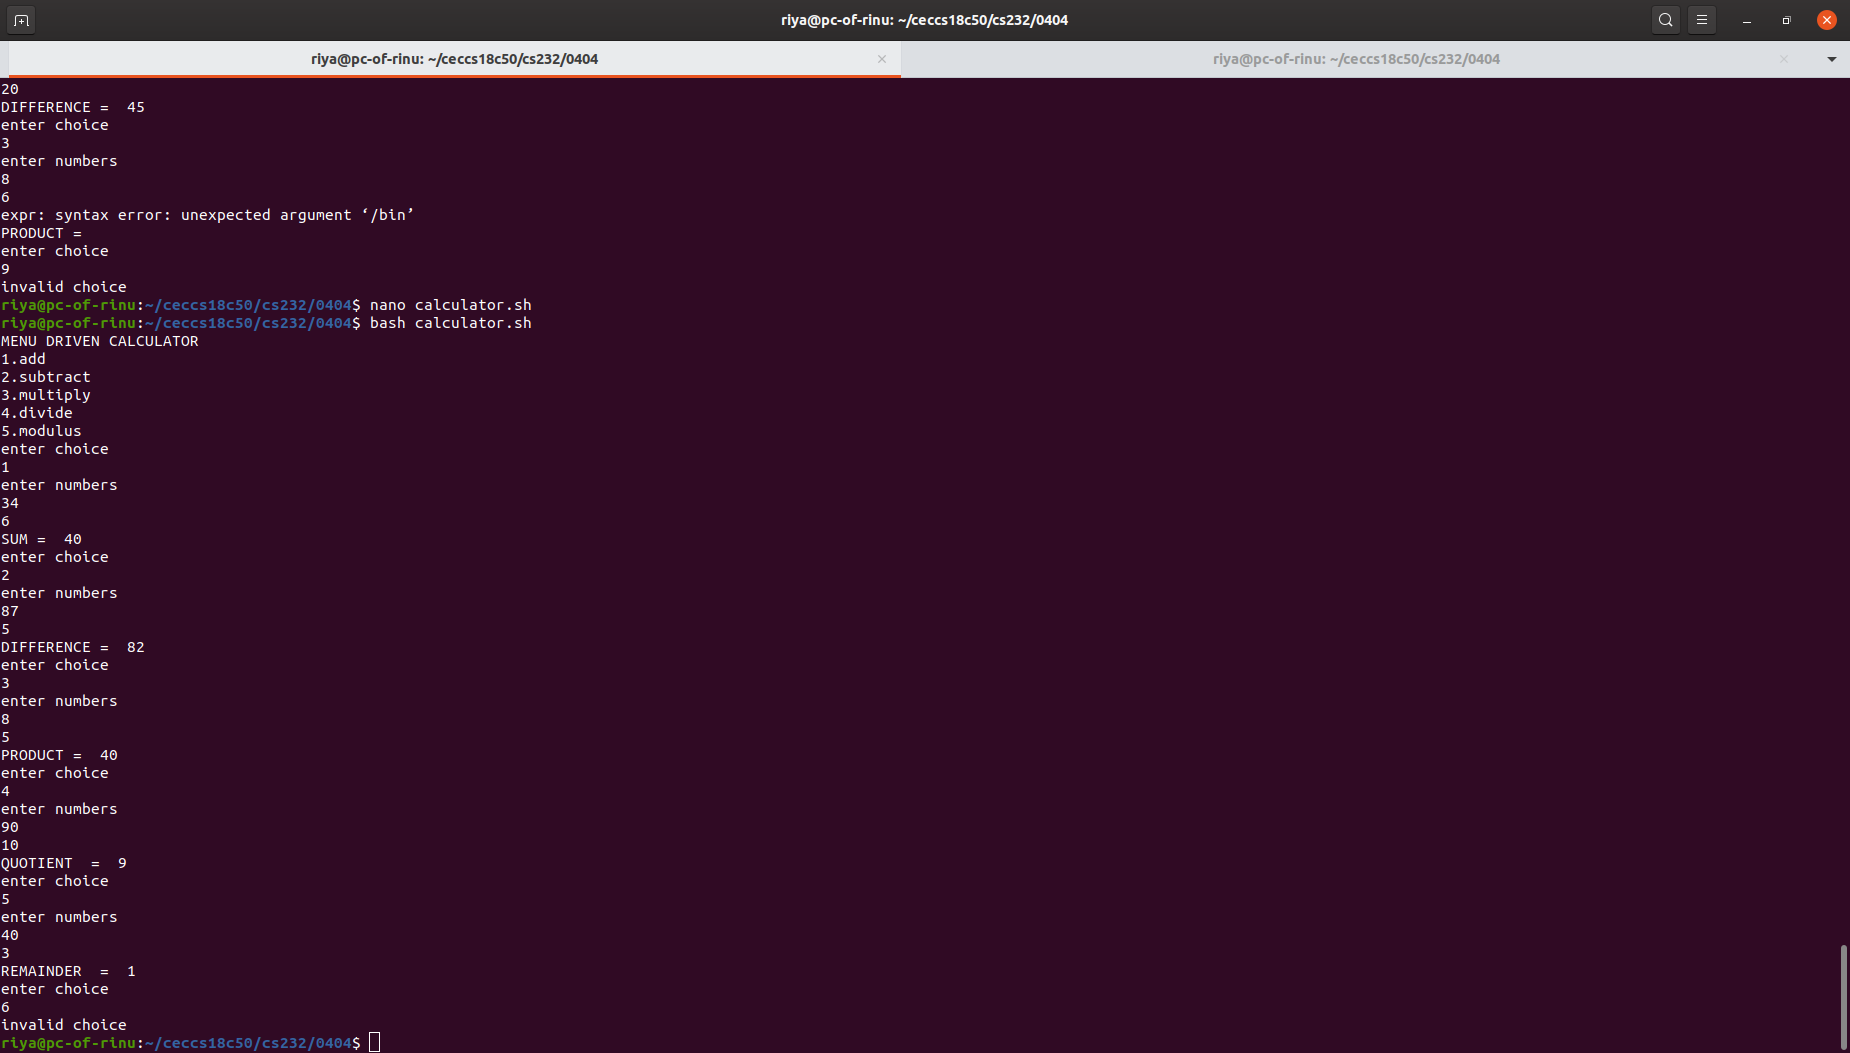 riya@pc-of-rinu: ~/ceccs18c50/cs232/0404
riya@pc-of-rinu: ~/ceccs18c50/cs232/0404
riya@pc-of-rinu: ~/ceccs18c50/cs232/0404
20
DIFFERENCE =  45
enter choice
3
enter numbers
8
6
expr: syntax error: unexpected argument ‘/bin’
PRODUCT =
enter choice
9
invalid choice
riya@pc-of-rinu:~/ceccs18c50/cs232/0404$ nano calculator.sh
riya@pc-of-rinu:~/ceccs18c50/cs232/0404$ bash calculator.sh
MENU DRIVEN CALCULATOR
1.add
2.subtract
3.multiply
4.divide
5.modulus
enter choice
1
enter numbers
34
6
SUM =  40
enter choice
2
enter numbers
87
5
DIFFERENCE =  82
enter choice
3
enter numbers
8
5
PRODUCT =  40
enter choice
4
enter numbers
90
10
QUOTIENT  =  9
enter choice
5
enter numbers
40
3
REMAINDER  =  1
enter choice
6
invalid choice
riya@pc-of-rinu:~/ceccs18c50/cs232/0404$